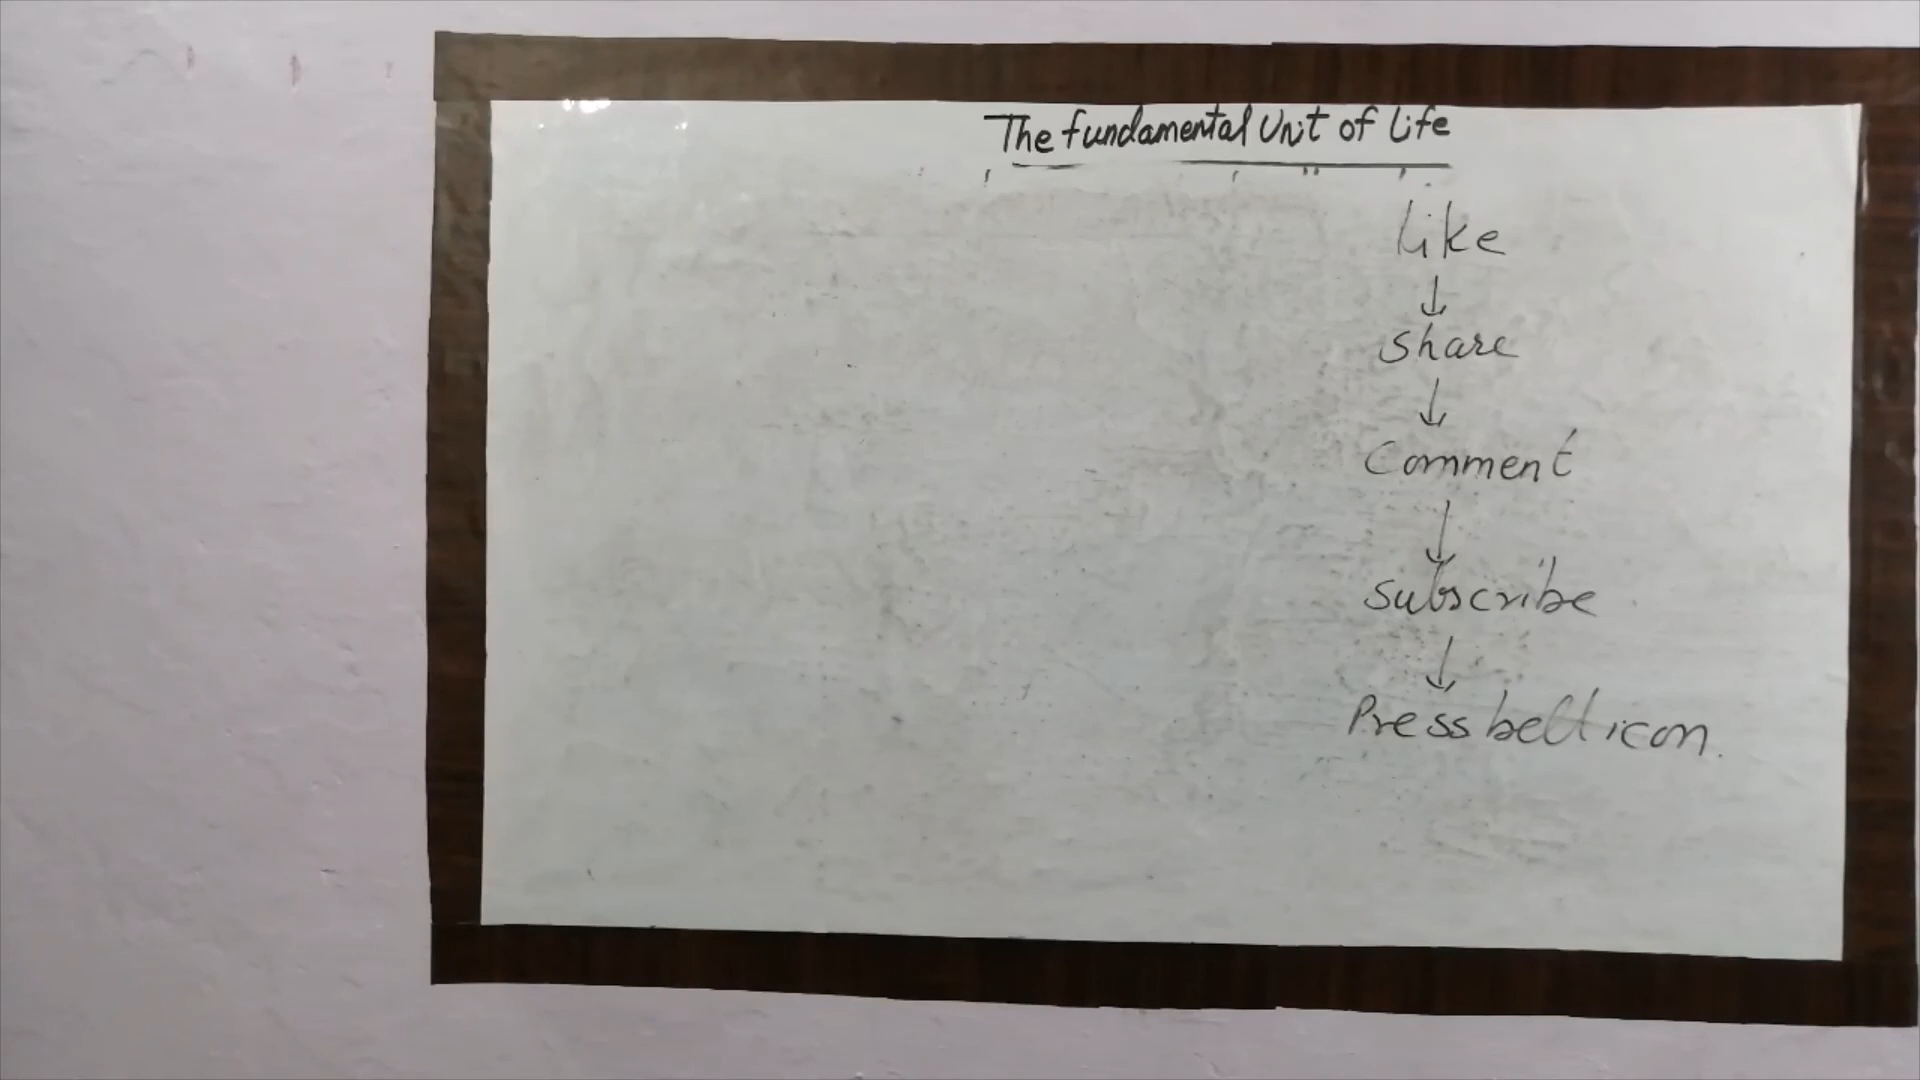 The fundamental Unit of Life
Like
↓
Share
↓
Comment
↓
Subscribe
↓
Press bell icon.